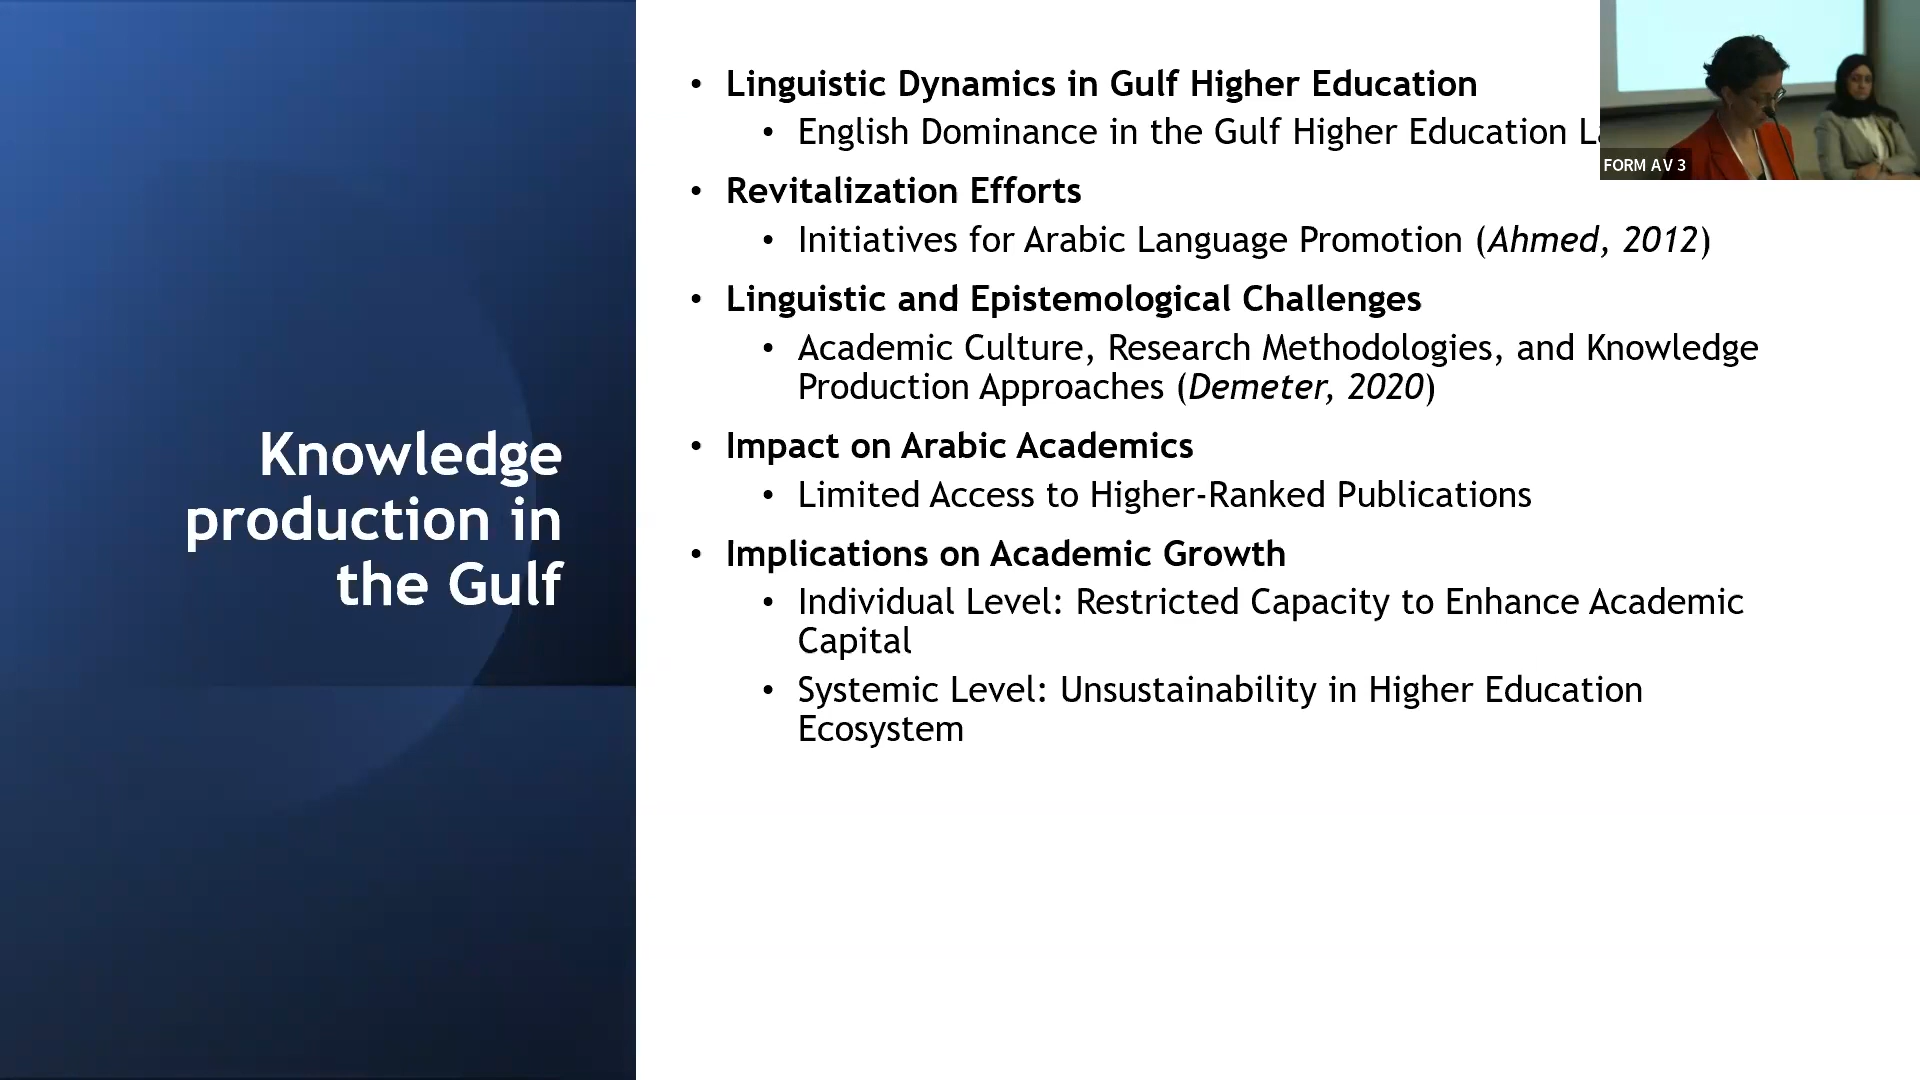 Knowledge
production in
the Gulf
• Linguistic Dynamics in Gulf Higher Education
• English Dominance in the Gulf Higher Education
• Revitalization Efforts
• Initiatives for Arabic Language Promotion (Ahmed, 2012)
• Linguistic and Epistemological Challenges
• Academic Culture, Research Methodologies, and Knowledge
Production Approaches (Demeter, 2020)
• Impact on Arabic Academics
• Limited Access to Higher-Ranked Publications
• Implications on Academic Growth
• Individual Level: Restricted Capacity to Enhance Academic
Capital
• Systemic Level: Unsustainability in Higher Education
Ecosystem
FORM AV 3